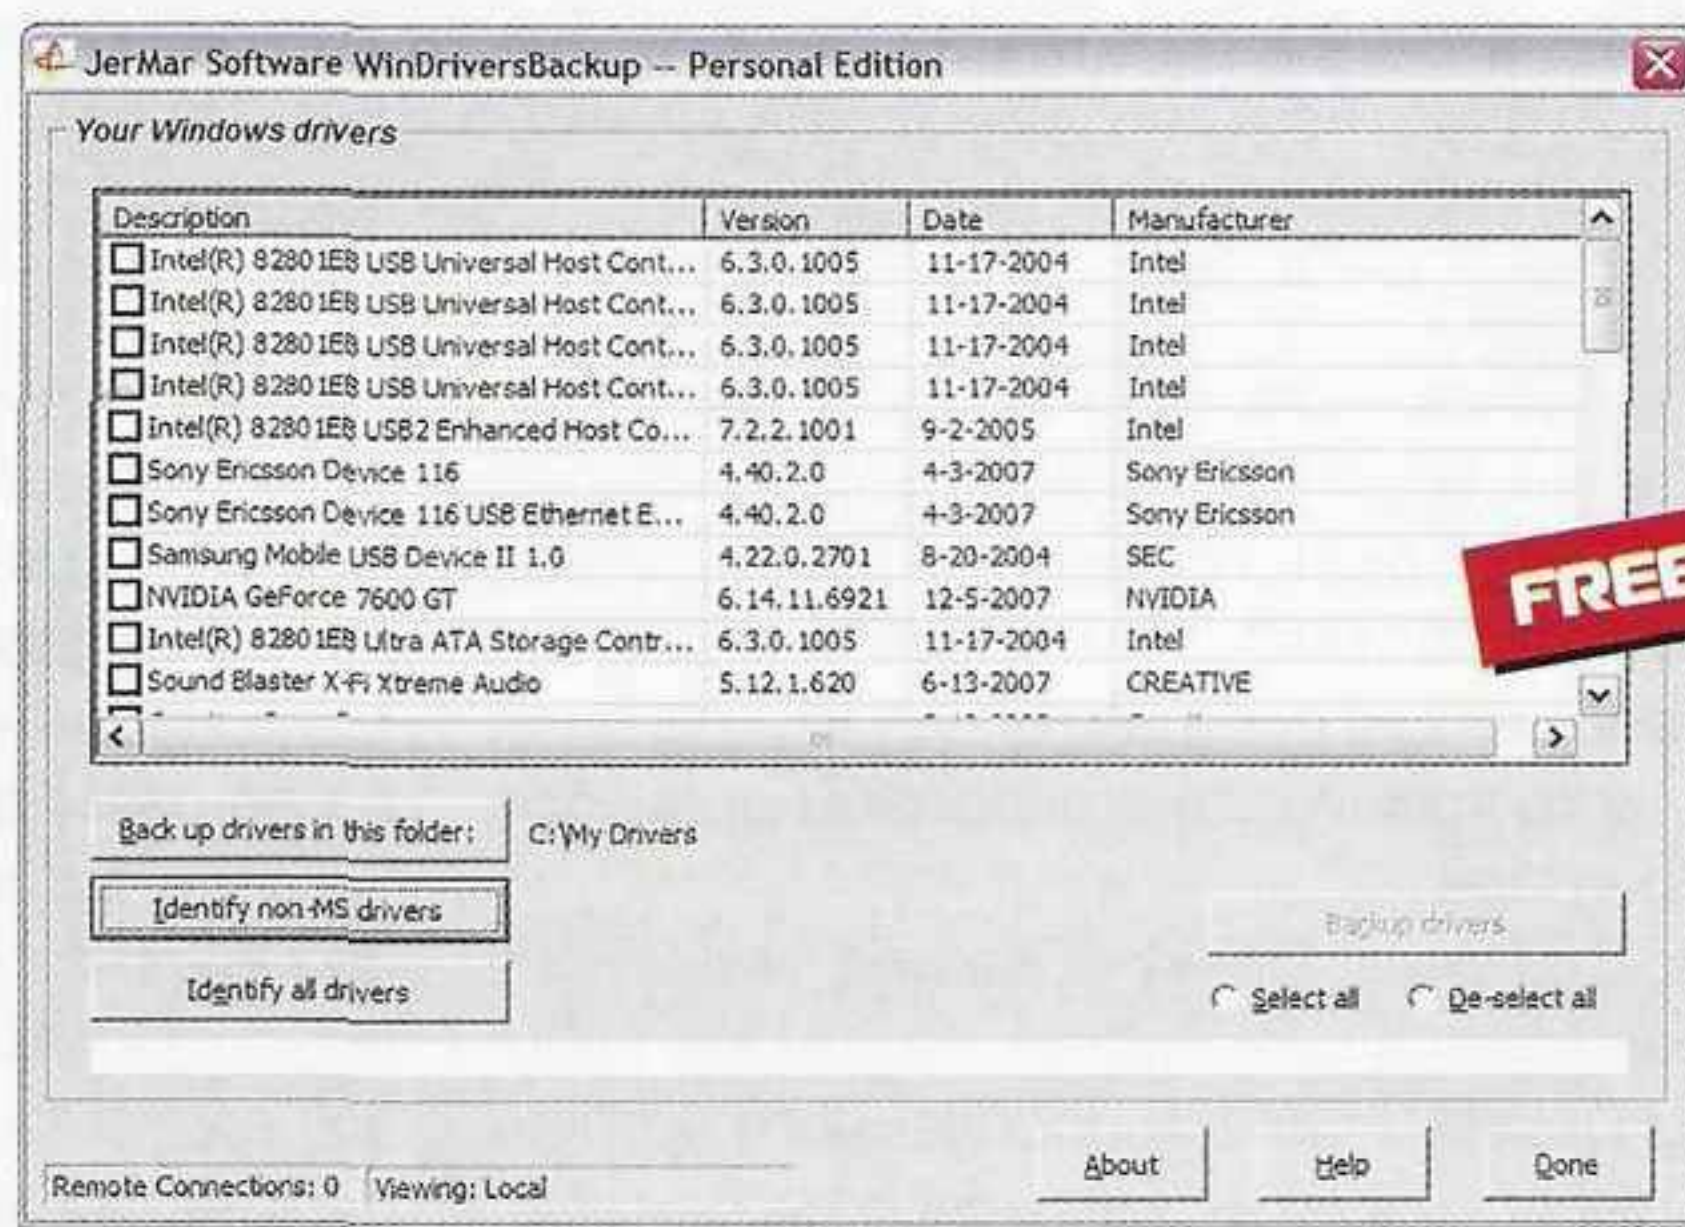 JerMar Software WinDriversBackup -- Personal Edition
Your Windows drivers
Description Version Date Manufacturer
Intel(R) 82801EB USB Universal Host Cont... 6.3.0.1005 11-17-2004 Intel
Intel(R) 82801EB USB Universal Host Cont... 6.3.0.1005 11-17-2004 Intel
Intel(R) 82801EB USB Universal Host Cont... 6.3.0.1005 11-17-2004 Intel
Intel(R) 82801EB USB Universal Host Cont... 6.3.0.1005 11-17-2004 Intel
Intel(R) 82801EB USB2 Enhanced Host Co... 7.2.2.1001 9-2-2005 Intel
Sony Ericsson Device 116 4.40.2.0 4-3-2007 Sony Ericsson
Sony Ericsson Device 116 USB Ethernet E... 4.40.2.0 4-3-2007 Sony Ericsson
Samsung Mobile USB Device II 1.0 4.22.0.2701 8-20-2004 SEC
NVIDIA GeForce 7600 GT 6.14.11.6921 12-5-2007 NVIDIA
Intel(R) 82801EB Ultra ATA Storage Contr... 6.3.0.1005 11-17-2004 Intel
Sound Blaster X-Fi Xtreme Audio 5.12.1.620 6-13-2007 CREATIVE
FREE
Back up drivers in this folder: C:\My Drivers
Identify non-MS drivers
Backup drivers
Identify all drivers
Select all De-select all
About Help Done
Remote Connections: 0 Viewing: Local